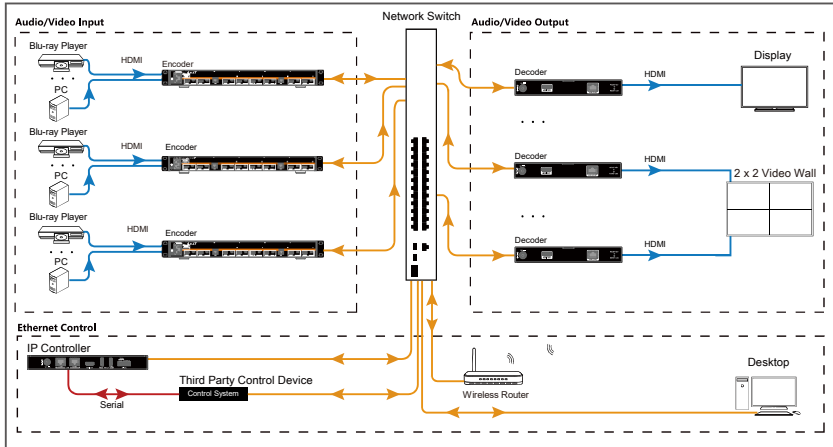 Audio/Video Input
Network Switch
Audio/Video Output
Blu-ray Player
HDMI
Encoder
PC
Blu-ray Player
HDMI
Encoder
PC
Blu-ray Player
HDMI
Encoder
PC
Decoder
HDMI
Display
Decoder
HDMI
2 x 2 Video Wall
Decoder
HDMI
Ethernet Control
IP Controller
Third Party Control Device
Control System
Serial
Wireless Router
Desktop